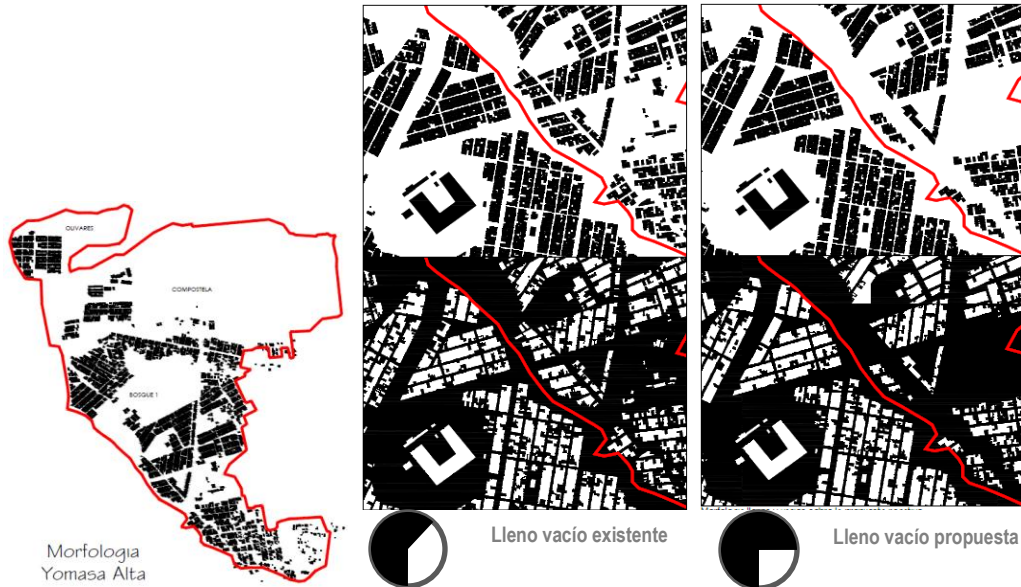 OLIVARES
COMPOSTELA
BOSQUE 1
Morfologia
Yomasa Alta
Lleno vacío existente
Lleno vacío propuesta